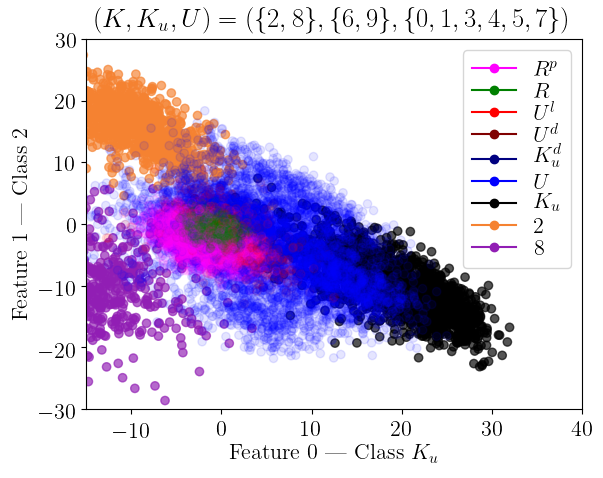 (K, K_u, U) = ({2, 8}, {6, 9}, {0, 1, 3, 4, 5, 7})
30
20
10
0
−10
−20
−30
Feature 1 — Class 2
R^p
R
U^l
U^d
K_u^d
U
K_u
2
8
−10
0
10
20
30
40
Feature 0 — Class K_u